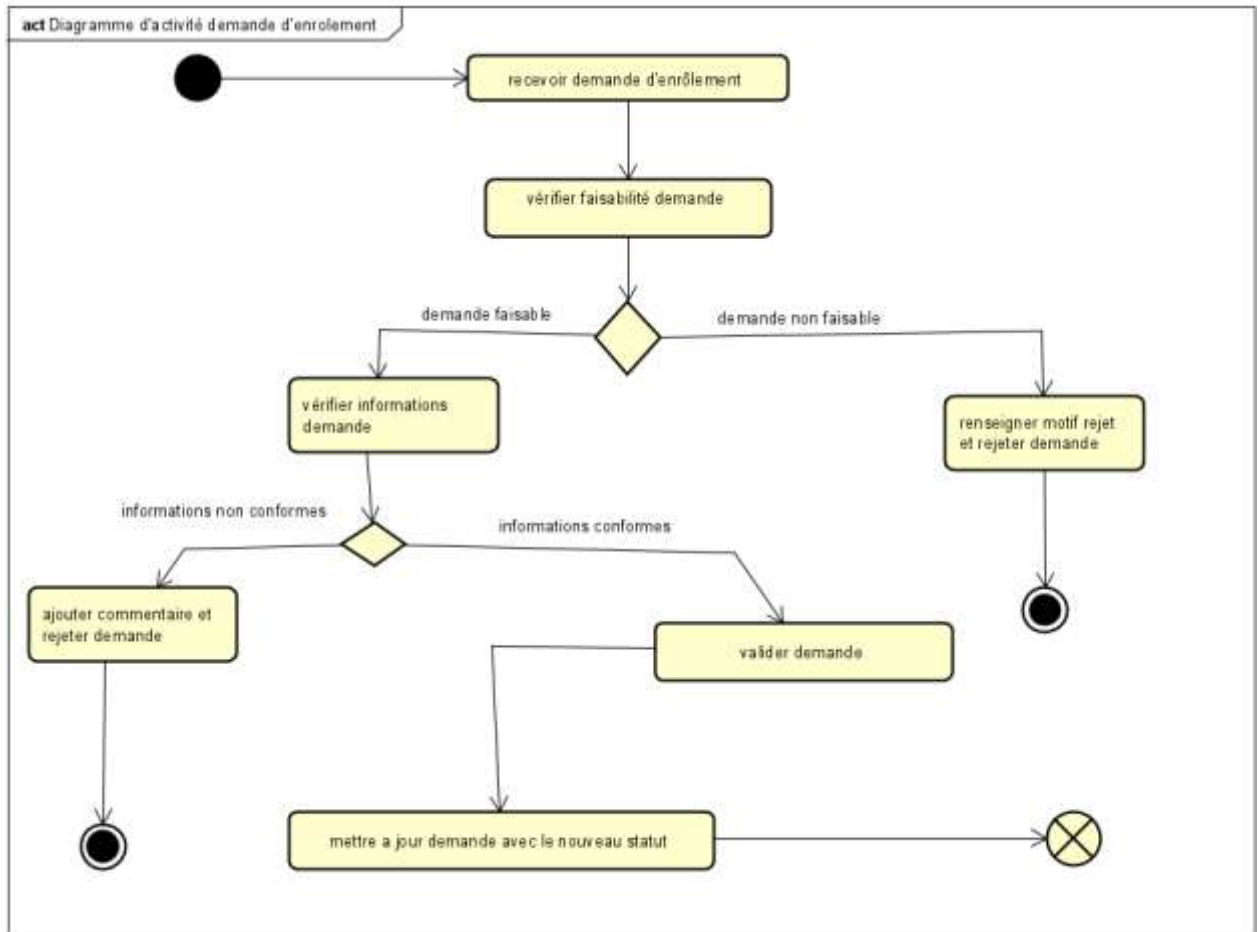 act Diagramme d'activité demande d'enrolement
recevoir demande d'enrôlement
vérifier faisabilité demande
demande faisable
demande non faisable
vérifier informations
demande
renseigner motif rejet
et rejeter demande
informations non conformes
informations conformes
ajouter commentaire et
rejeter demande
valider demande
mettre a jour demande avec le nouveau statut